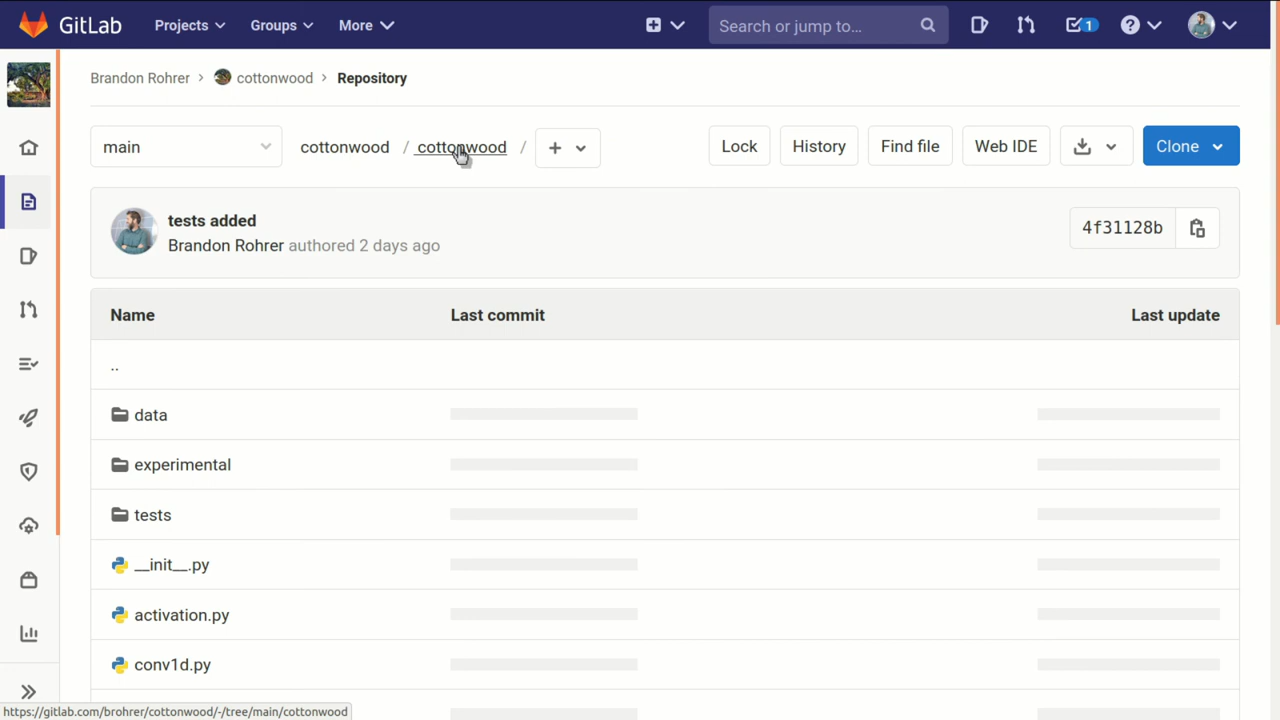 GitLab Projects Groups More Search or jump to... 1
Brandon Rohrer › cottonwood › Repository
main cottonwood / cottonwood / + Lock History Find file Web IDE Clone
tests added
Brandon Rohrer authored 2 days ago
4f31128b
Name Last commit Last update
..
data
experimental
tests
__init__.py
activation.py
conv1d.py
https://gitlab.com/brohrer/cottonwood/-/tree/main/cottonwood